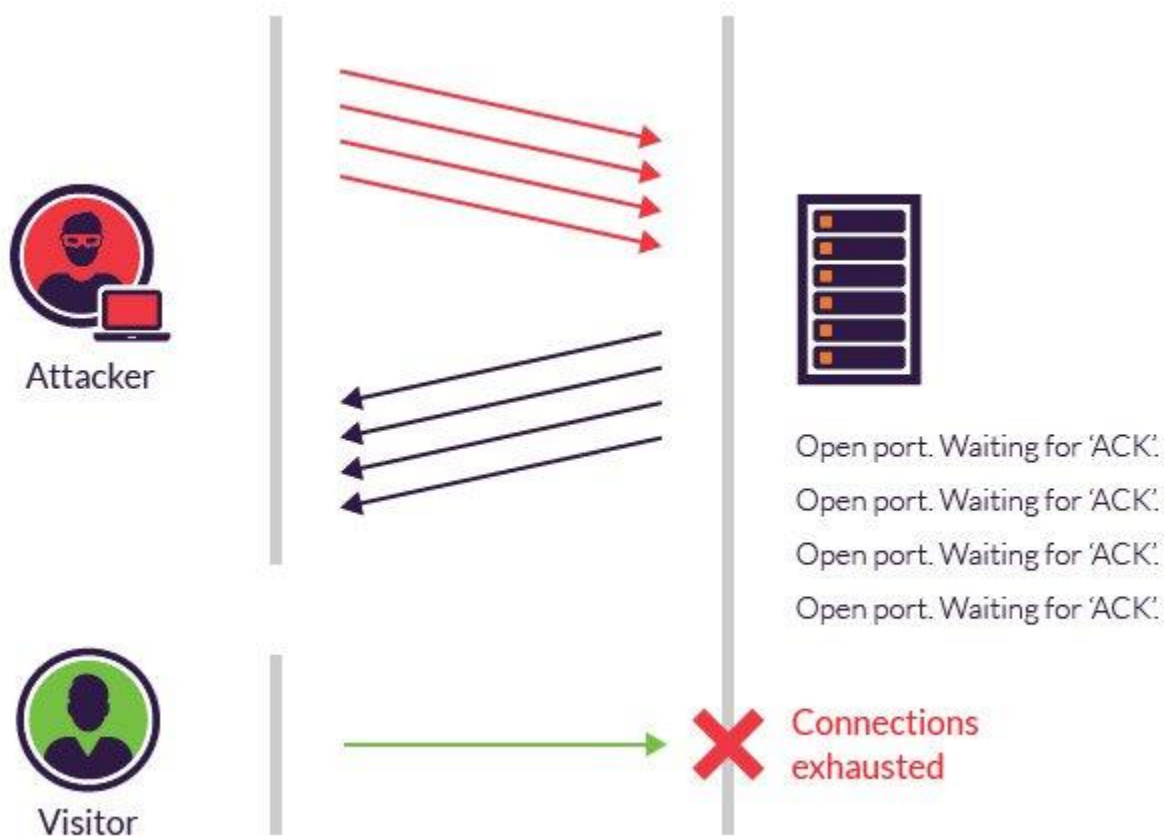 Attacker
Open port. Waiting for ‘ACK’.
Open port. Waiting for ‘ACK’.
Open port. Waiting for ‘ACK’.
Open port. Waiting for ‘ACK’.
Visitor
Connections
exhausted